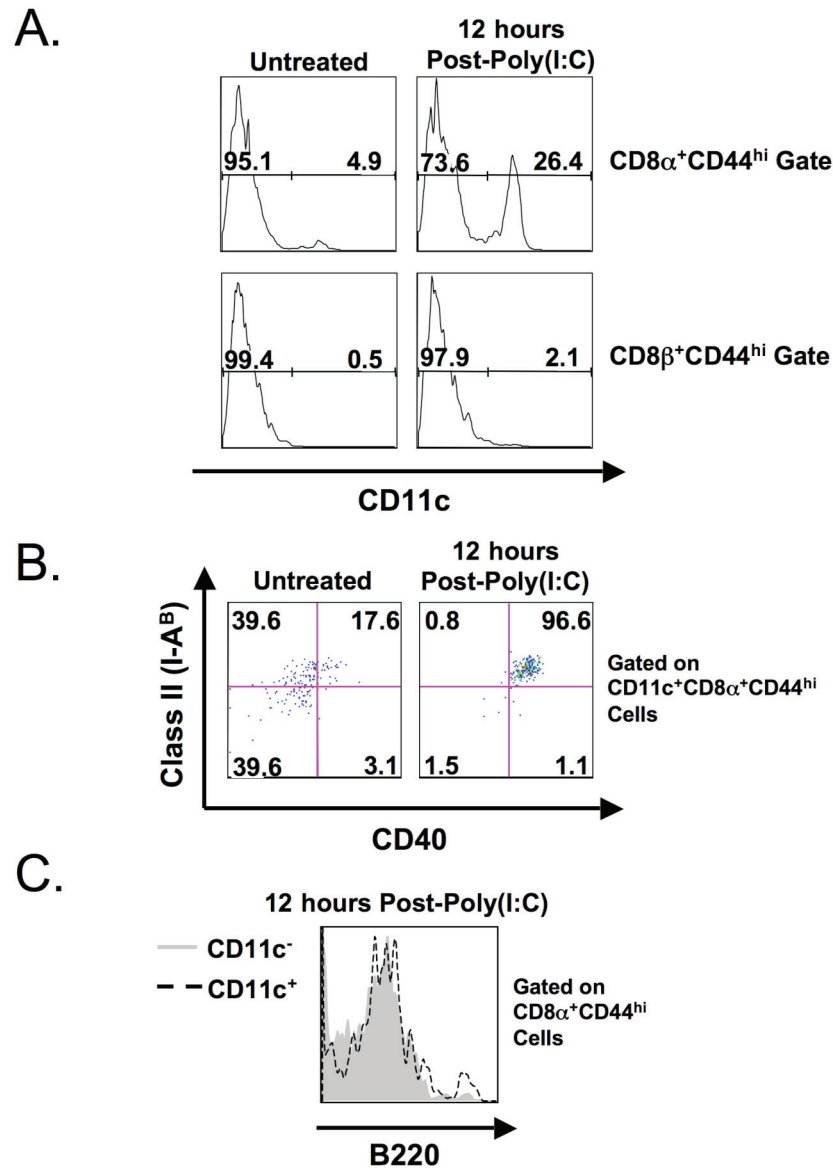 A.
Untreated
12 hours
Post-Poly(I:C)
95.1 4.9
73.6 26.4
CD8α⁺CD44ʰⁱ Gate
99.4 0.5
97.9 2.1
CD8β⁺CD44ʰⁱ Gate
CD11c
B.
Untreated
12 hours
Post-Poly(I:C)
Class II (I-Aᴮ)
39.6 17.6
39.6 3.1
0.8 96.6
1.5 1.1
Gated on
CD11c⁺CD8α⁺CD44ʰⁱ
Cells
CD40
C.
12 hours Post-Poly(I:C)
CD11c⁻
CD11c⁺
Gated on
CD8α⁺CD44ʰⁱ
Cells
B220